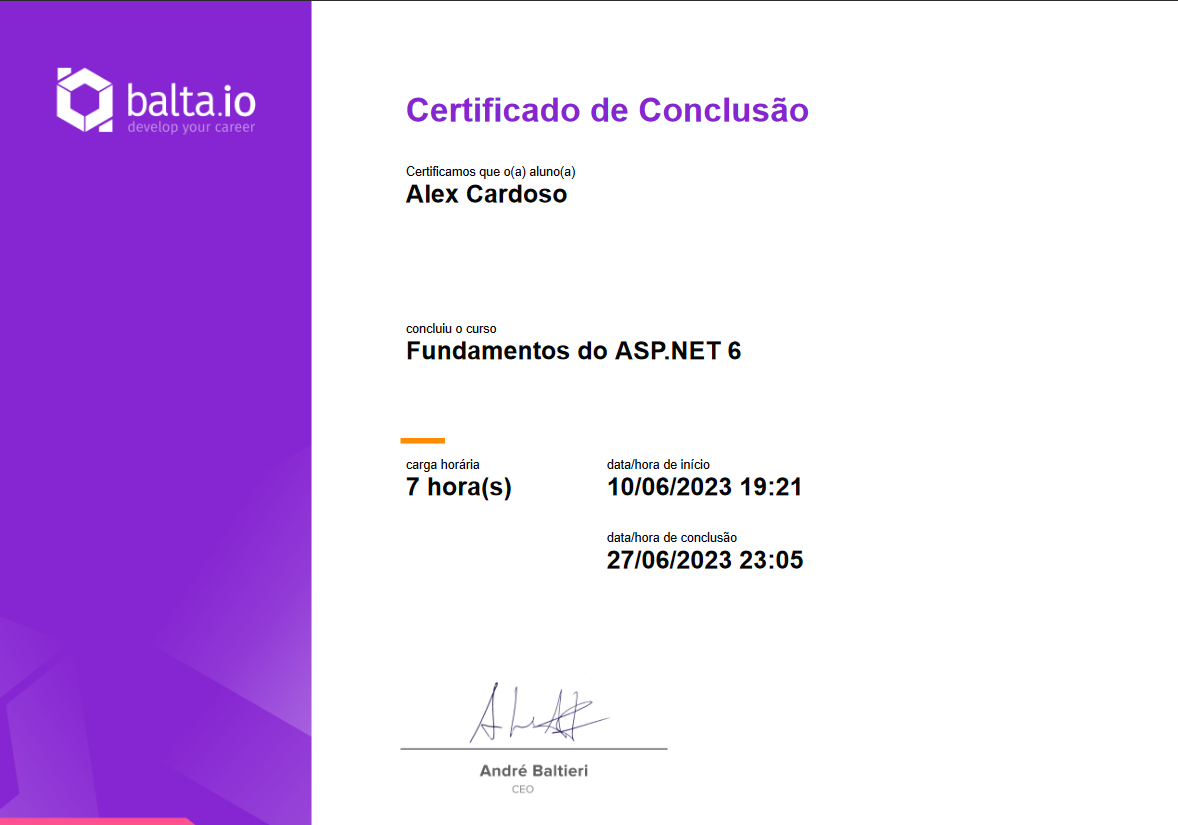 balta.io
develop your career
Certificado de Conclusão
Certificamos que o(a) aluno(a)
Alex Cardoso
concluiu o curso
Fundamentos do ASP.NET 6
carga horária
7 hora(s)
data/hora de início
10/06/2023 19:21
data/hora de conclusão
27/06/2023 23:05
André Baltieri
CEO